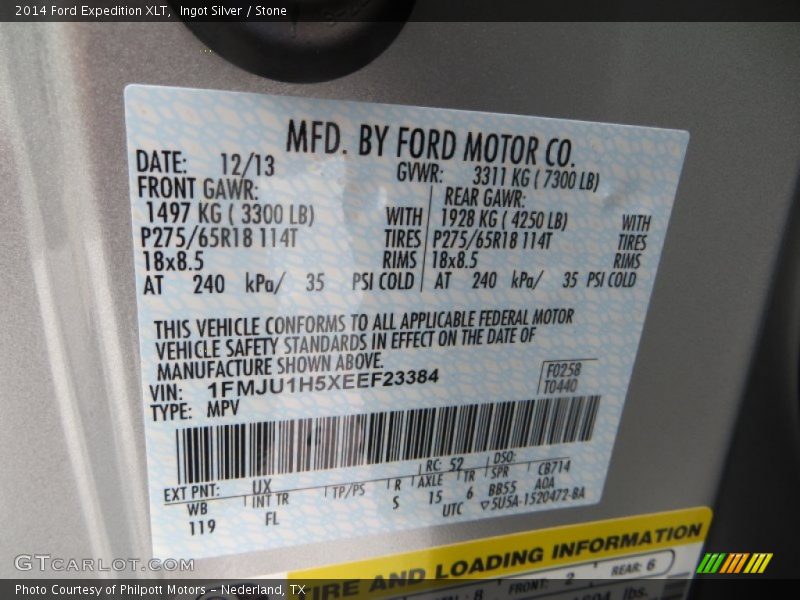 2014 Ford Expedition XLT, Ingot Silver / Stone
MFD. BY FORD MOTOR CO.
DATE: 12/13 GVWR: 3311 KG ( 7300 LB)
FRONT GAWR: REAR GAWR:
1497 KG ( 3300 LB) WITH 1928 KG ( 4250 LB) WITH
P275/65R18 114T TIRES P275/65R18 114T TIRES
18x8.5 RIMS 18x8.5 RIMS
AT 240 kPa/ 35 PSI COLD AT 240 kPa/ 35 PSI COLD
THIS VEHICLE CONFORMS TO ALL APPLICABLE FEDERAL MOTOR
VEHICLE SAFETY STANDARDS IN EFFECT ON THE DATE OF
MANUFACTURE SHOWN ABOVE.
VIN: 1FMJU1H5XEEF23384 F0258
TYPE: MPV T0440
EXT PNT: UX RC: 52 DSO:
WB INT TR TP/PS R AXLE TR SPR CB714
119 FL S 15 6 BB55 AOA
UTC ▽5U5A-1520472-BA
TIRE AND LOADING INFORMATION
FRONT: 2 REAR: 6
lbs.
GTCARLOT.COM
Photo Courtesy of Philpott Motors – Nederland, TX